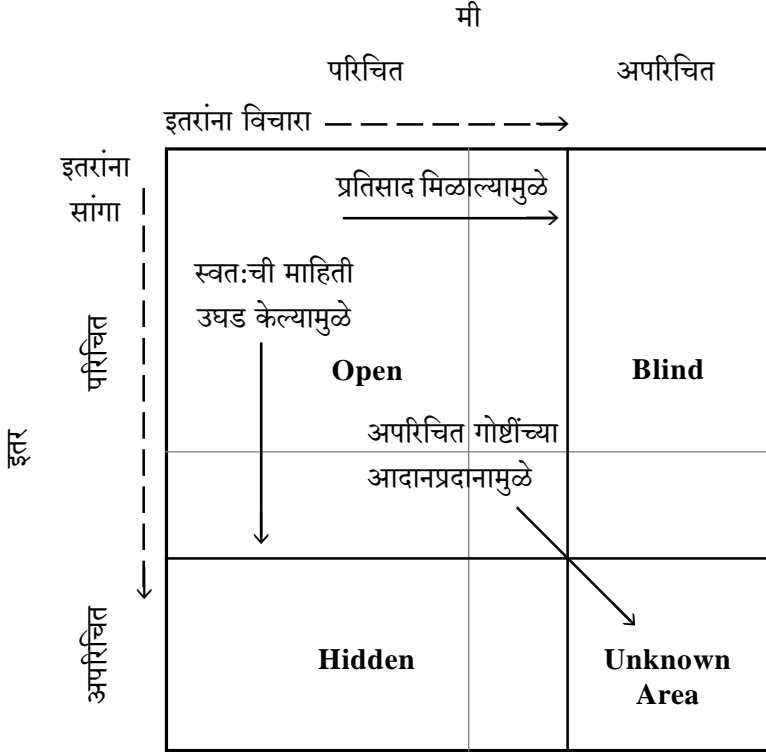 मी
परिचित
अपरिचित
इतरांना विचारा
इतरांना
सांगा
प्रतिसाद मिळाल्यामुळे
स्वत:ची माहिती
उघड केल्यामुळे
परिचित
Open
Blind
इतर
अपरिचित गोष्टींच्या
आदानप्रदानामुळे
अपरिचित
Hidden
Unknown
Area